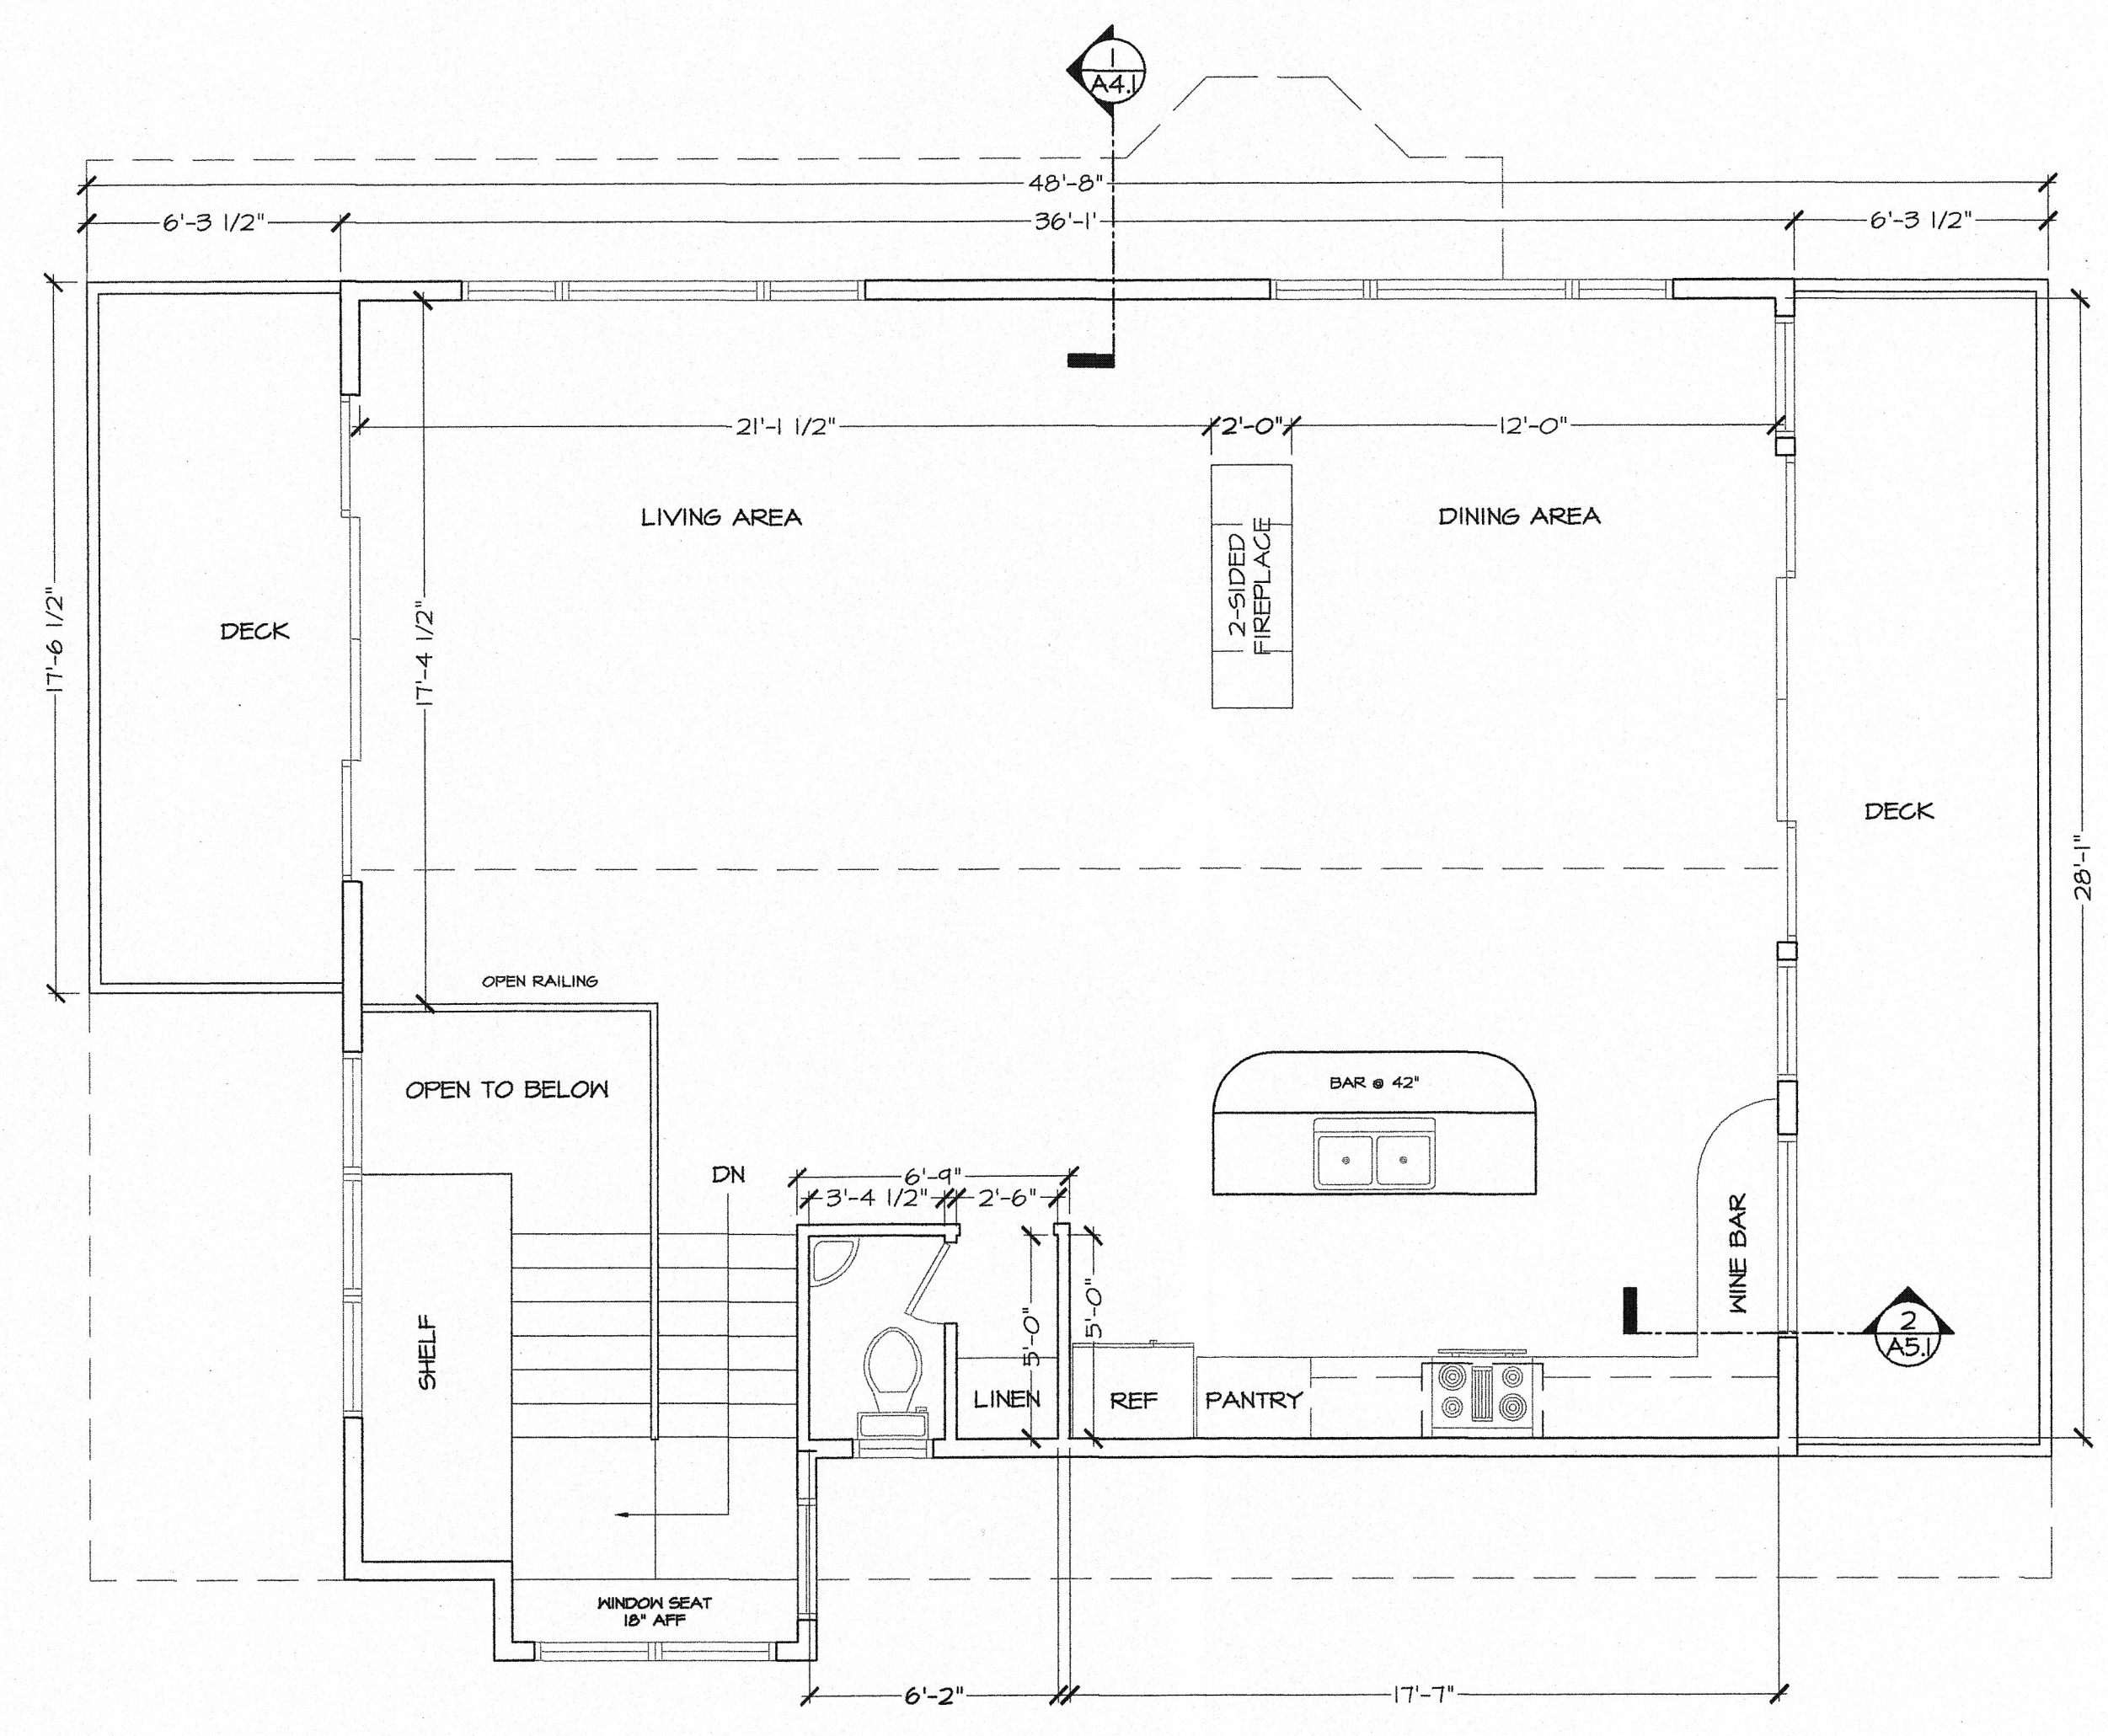 1
A4.1
48'-8"
6'-3 1/2"
36'-1'
6'-3 1/2"
21'-1 1/2"
2'-0"
12'-0"
LIVING AREA
DINING AREA
2-SIDED
FIREPLACE
17'-6 1/2"
DECK
17'-4 1/2"
DECK
28'-1"
OPEN RAILING
OPEN TO BELOW
BAR @ 42"
DN
6'-9"
3'-4 1/2"
2'-6"
WINE BAR
5'-0"
5'-0"
SHELF
2
A5.1
LINEN
REF
PANTRY
WINDOW SEAT
18" AFF
6'-2"
17'-7"